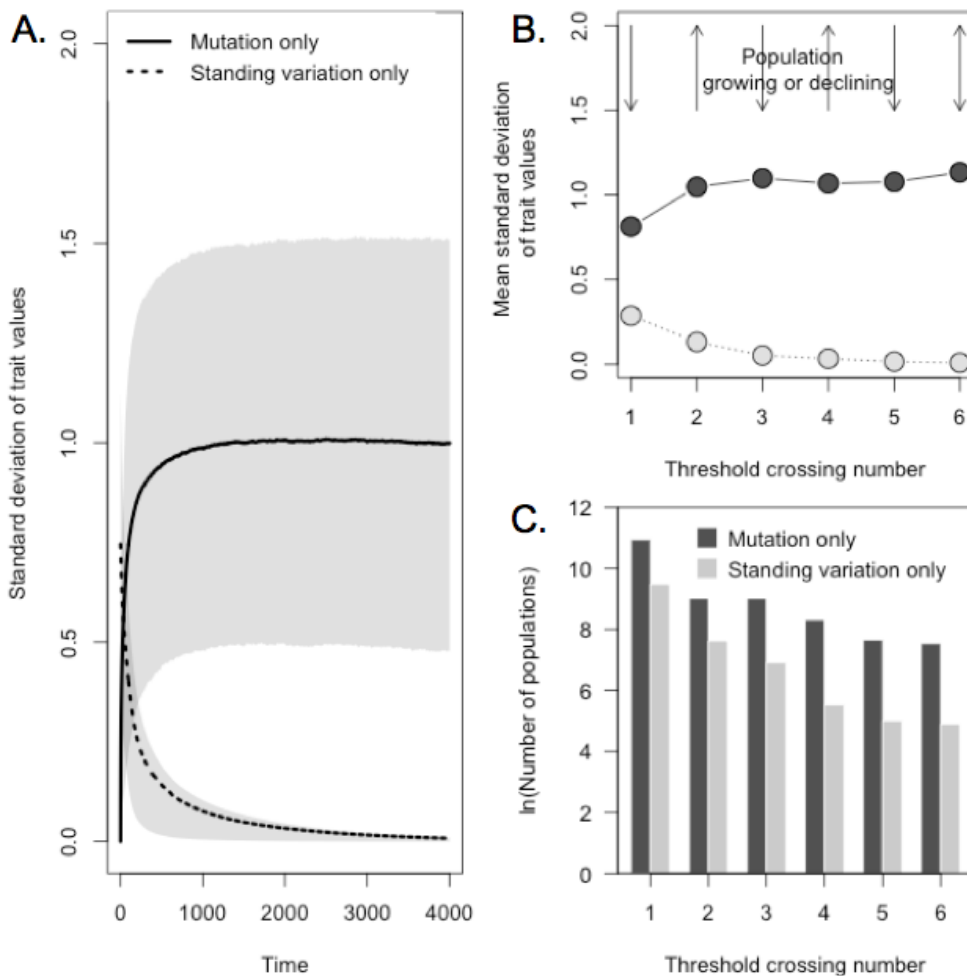 A.
Mutation only
Standing variation only
Standard deviation of trait values
2.0
1.5
1.0
0.5
0.0
0 1000 2000 3000 4000
Time
B.
Population
growing or declining
Mean standard deviation
of trait values
2.0
1.5
1.0
0.5
0.0
1 2 3 4 5 6
Threshold crossing number
C.
Mutation only
Standing variation only
ln(Number of populations)
12
10
8
6
4
2
0
1 2 3 4 5 6
Threshold crossing number